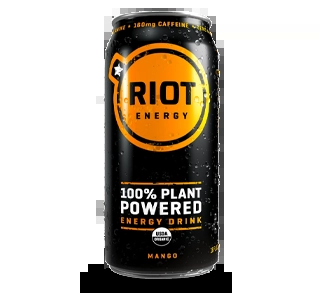 • 160mg CAFFEINE •
RIOT
ENERGY
100% PLANT
POWERED
ENERGY DRINK
USDA
ORGANIC
MANGO